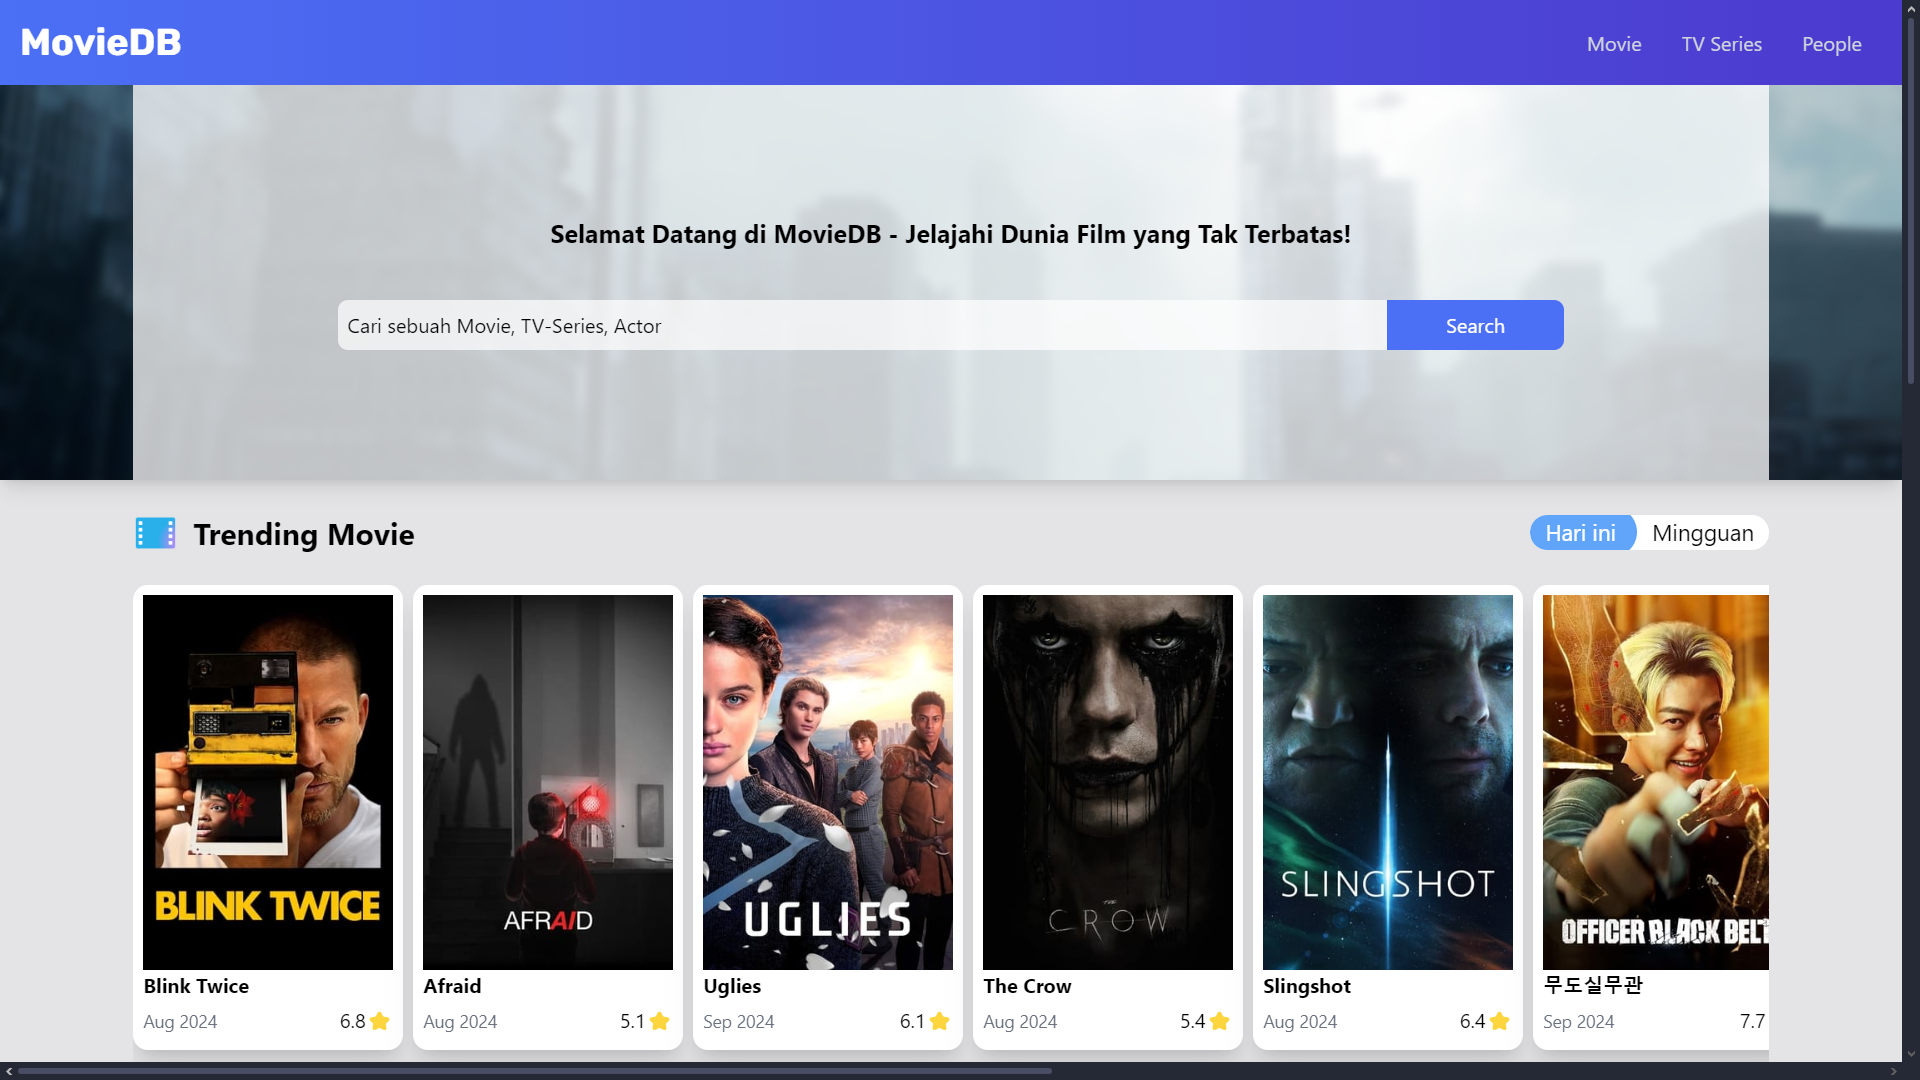 MovieDB
Movie TV Series People
Selamat Datang di MovieDB - Jelajahi Dunia Film yang Tak Terbatas!
Cari sebuah Movie, TV-Series, Actor Search
Trending Movie Hari ini Mingguan
BLINK TWICE
AFRAID
UGLIES
THE
CROW
SLINGSHOT
OFFICER BLACK BELT
Blink Twice
Aug 2024 6.8
Afraid
Aug 2024 5.1
Uglies
Sep 2024 6.1
The Crow
Aug 2024 5.4
Slingshot
Aug 2024 6.4
무도실무관
Sep 2024 7.7